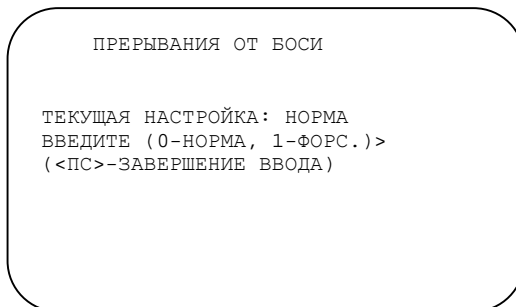 ПРЕРЫВАНИЯ ОТ БОСИ
ТЕКУЩАЯ НАСТРОЙКА: НОРМА
ВВЕДИТЕ (0-НОРМА, 1-ФОРС.)>
(<ПС>-ЗАВЕРШЕНИЕ ВВОДА)